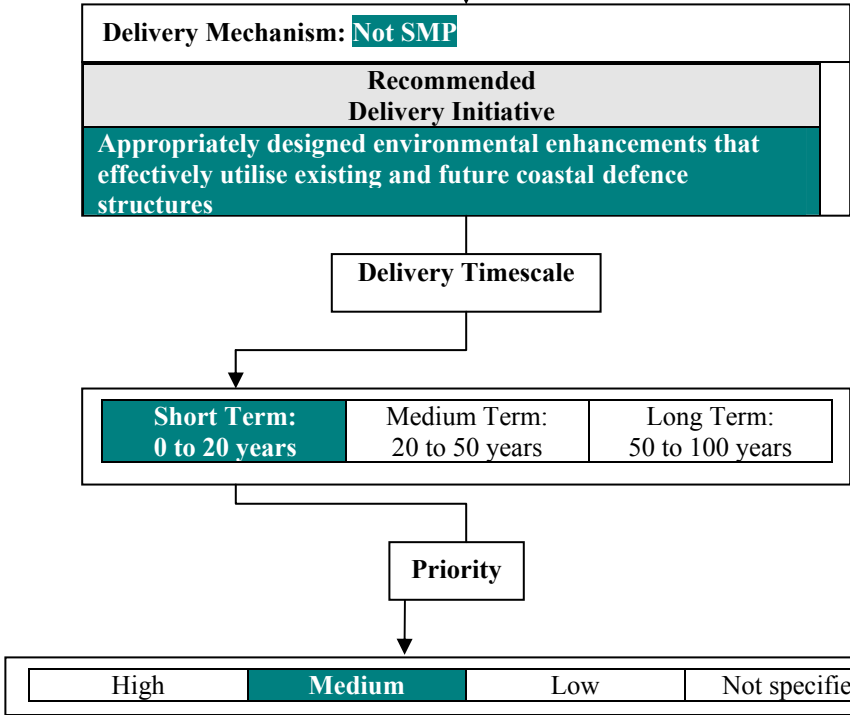 Delivery Mechanism: Not SMP
Recommended
Delivery Initiative
Appropriately designed environmental enhancements that
effectively utilise existing and future coastal defence
structures
Delivery Timescale
Short Term: Medium Term: Long Term:
0 to 20 years 20 to 50 years 50 to 100 years
Priority
High Medium Low Not specifie